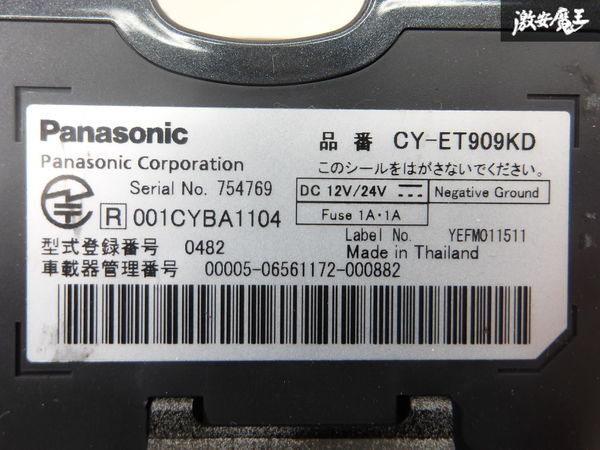 激安魔王
Panasonic 品番 CY-ET909KD
Panasonic Corporation このシールをはがさないでください。
Serial No. 754769 DC 12V/24V Negative Ground
Fuse 1A・1A
R 001CYBA1104
Label No. YEFM011511
型式登録番号 0482 Made in Thailand
車載器管理番号 00005-06561172-000882